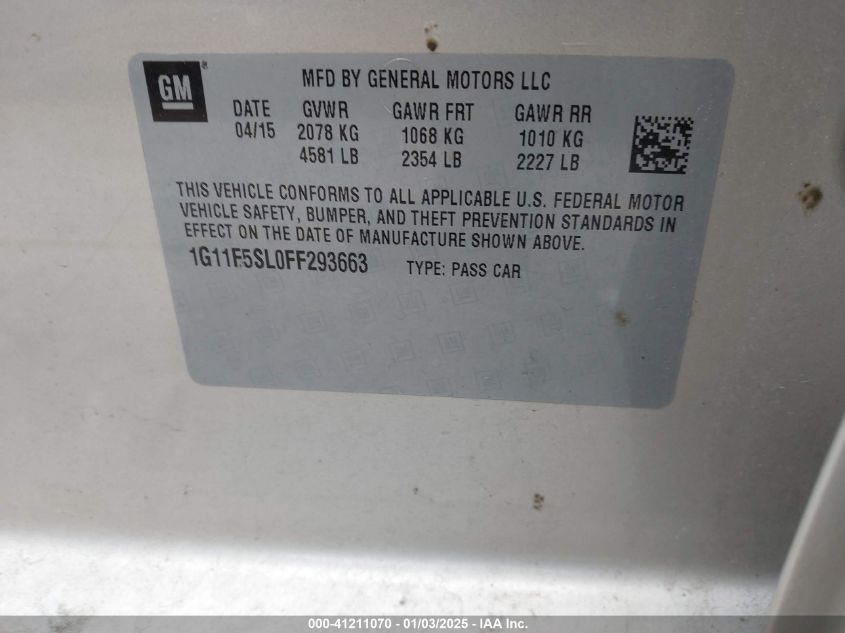 GM
MFD BY GENERAL MOTORS LLC
DATE GVWR GAWR FRT GAWR RR
04/15 2078 KG 1068 KG 1010 KG
4581 LB 2354 LB 2227 LB
THIS VEHICLE CONFORMS TO ALL APPLICABLE U.S. FEDERAL MOTOR
VEHICLE SAFETY, BUMPER, AND THEFT PREVENTION STANDARDS IN
EFFECT ON THE DATE OF MANUFACTURE SHOWN ABOVE.
1G11F5SL0FF293663 TYPE: PASS CAR
000-41211070 - 01/03/2025 - IAA Inc.